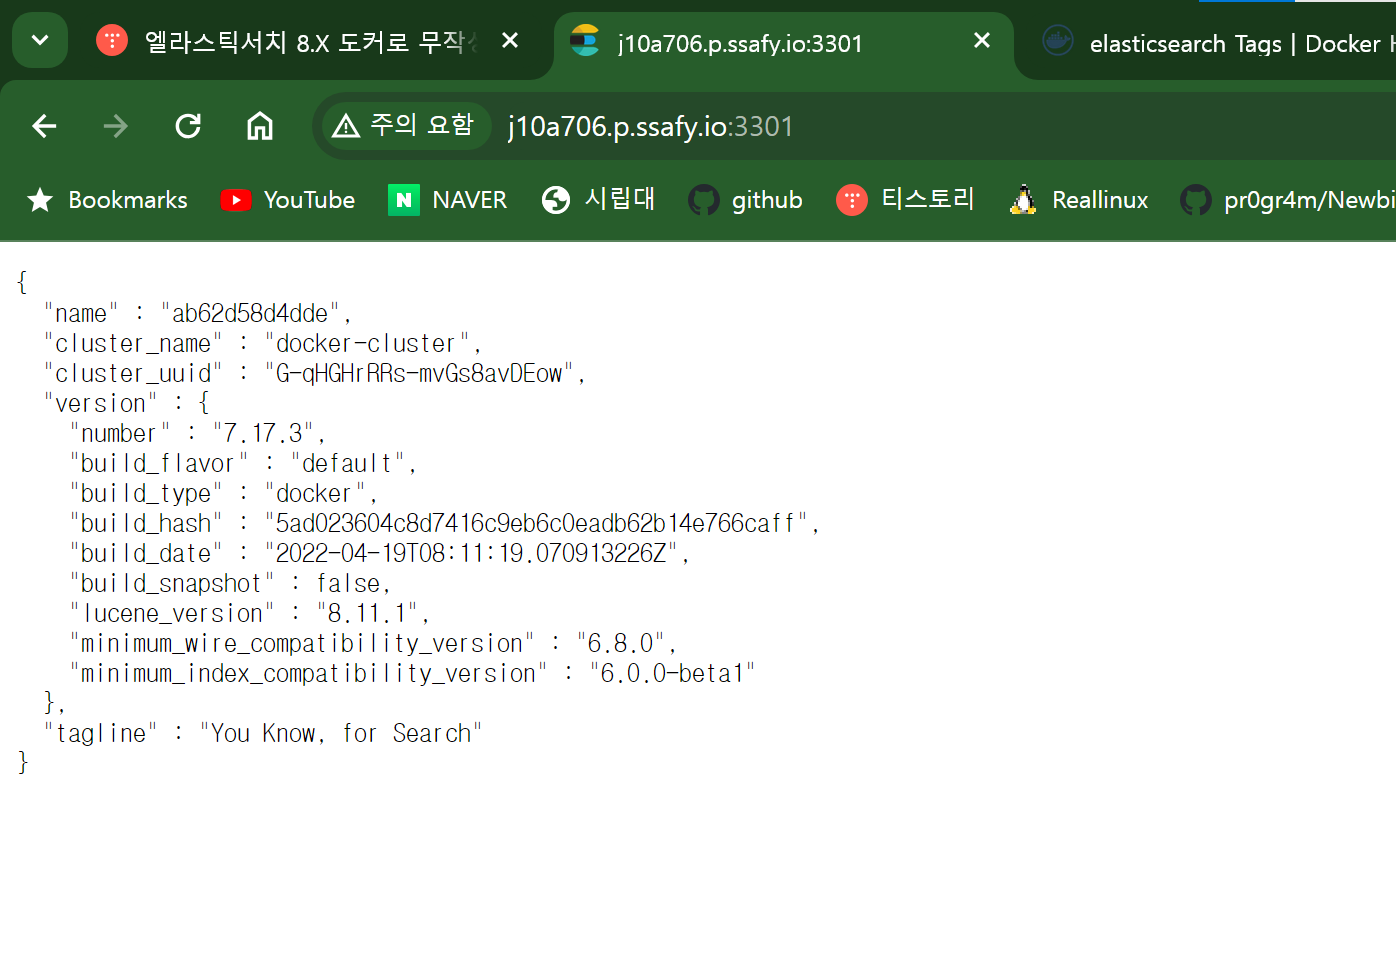 엘라스틱서치 8.X 도커로 무작
j10a706.p.ssafy.io:3301
elasticsearch Tags | Docker H
주의 요함
j10a706.p.ssafy.io:3301
Bookmarks
YouTube
NAVER
시립대
github
티스토리
Reallinux
pr0gr4m/Newbi
{
"name" : "ab62d58d4dde",
"cluster_name" : "docker-cluster",
"cluster_uuid" : "G-qHGHrRRs-mvGs8avDEow",
"version" : {
"number" : "7.17.3",
"build_flavor" : "default",
"build_type" : "docker",
"build_hash" : "5ad023604c8d7416c9eb6c0eadb62b14e766caff",
"build_date" : "2022-04-19T08:11:19.070913226Z",
"build_snapshot" : false,
"lucene_version" : "8.11.1",
"minimum_wire_compatibility_version" : "6.8.0",
"minimum_index_compatibility_version" : "6.0.0-beta1"
},
"tagline" : "You Know, for Search"
}